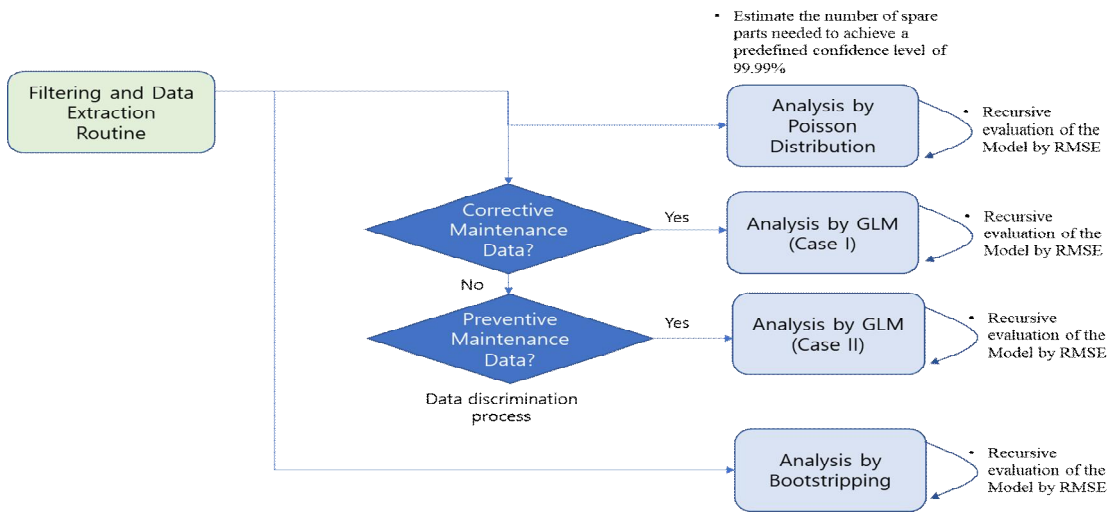 • Estimate the number of spare
parts needed to achieve a
predefined confidence level of
99.99%
Filtering and Data
Extraction
Routine
Analysis by
Poisson
Distribution
• Recursive
evaluation of the
Model by RMSE
Corrective
Maintenance
Data?
Yes
Analysis by GLM
(Case I)
• Recursive
evaluation of the
Model by RMSE
No
Preventive
Maintenance
Data?
Yes
Analysis by GLM
(Case II)
• Recursive
evaluation of the
Model by RMSE
Data discrimination
process
Analysis by
Bootstripping
• Recursive
evaluation of the
Model by RMSE